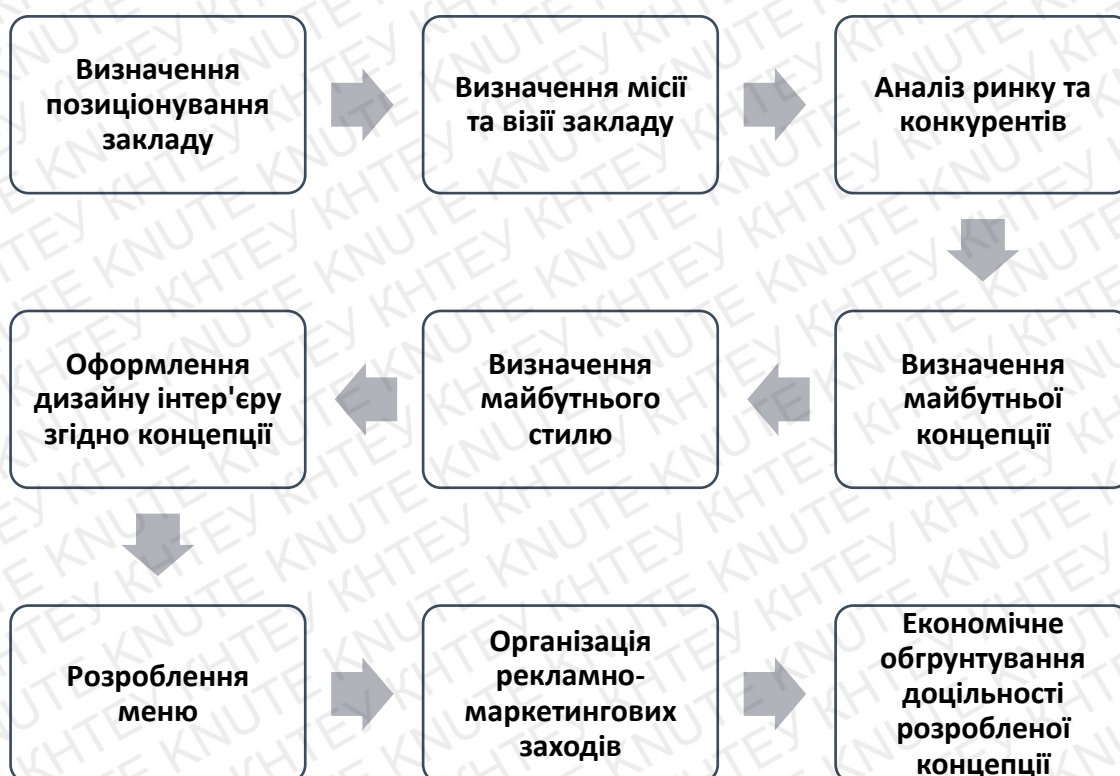 Визначення
позиціонування
закладу
Визначення місії
та візії закладу
Аналіз ринку та
конкурентів
Визначення
майбутньої
концепції
Визначення
майбутнього
стилю
Оформлення
дизайну інтер'єру
згідно концепції
Розроблення
меню
Організація
рекламно-
маркетингових
заходів
Економічне
обгрунтування
доцільності
розробленої
концепції